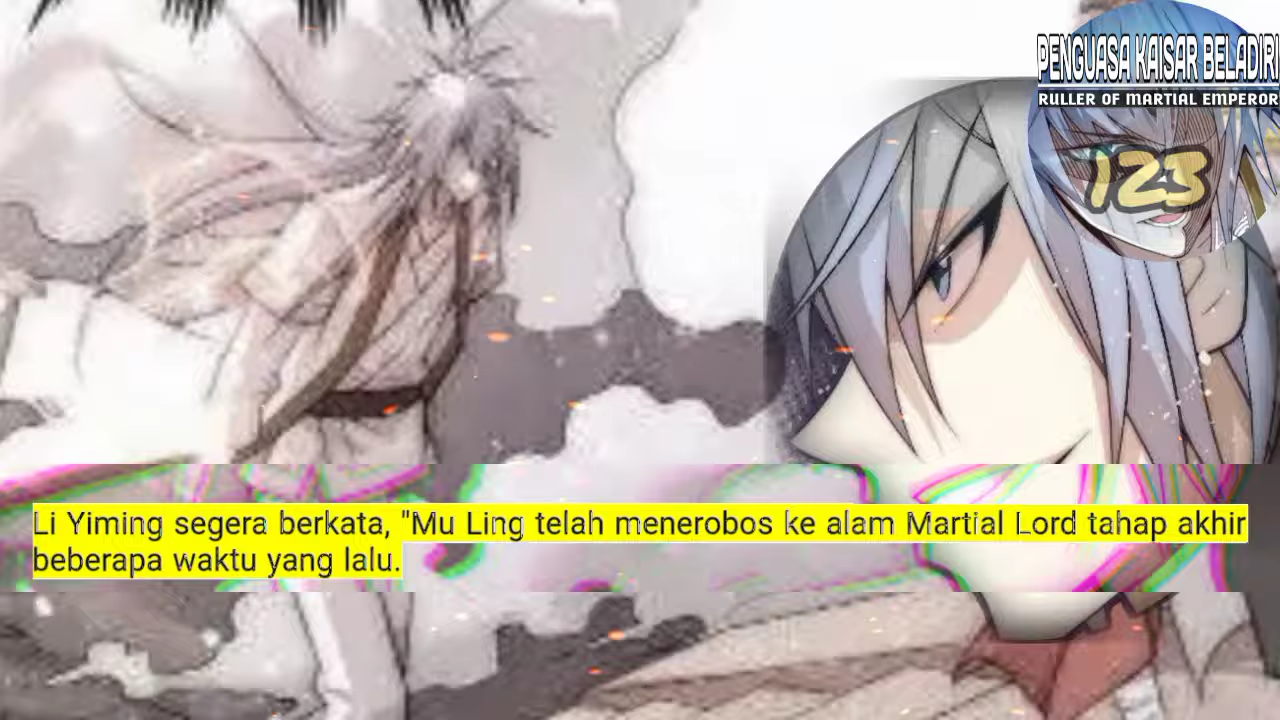 PENGUASA KAISAR BELADIRI
RULLER OF MARTIAL EMPEROR
123
Li Yiming segera berkata, "Mu Ling telah menerobos ke alam Martial Lord tahap akhir
beberapa waktu yang lalu.